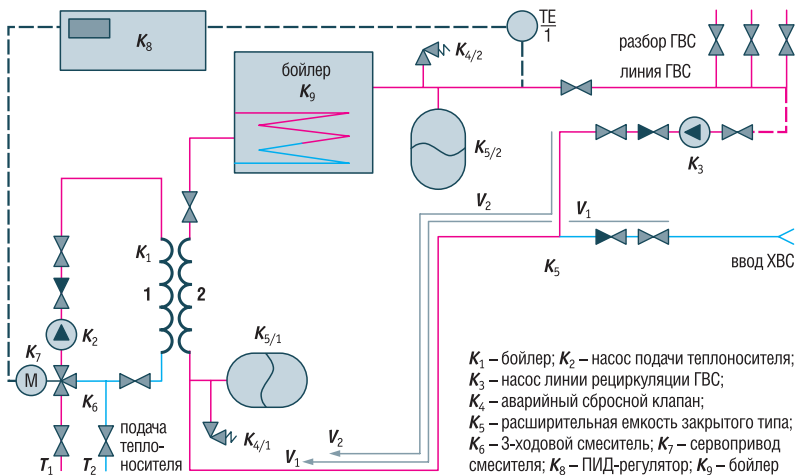 TE
1
K8
K4/2
разбор ГВС
линия ГВС
бойлер
K9
K5/2
K3
V2
V1
K1
1
2
K5
ввод ХВС
K2
K5/1
K7
M
K6
K4/1
V2
V1
подача
тепло-
носителя
T1
T2
K1 – бойлер; K2 – насос подачи теплоносителя;
K3 – насос линии рециркуляции ГВС;
K4 – аварийный сбросной клапан;
K5 – расширительная емкость закрытого типа;
K6 – 3-ходовой смеситель; K7 – сервопривод
смесителя; K8 – ПИД-регулятор; K9 – бойлер